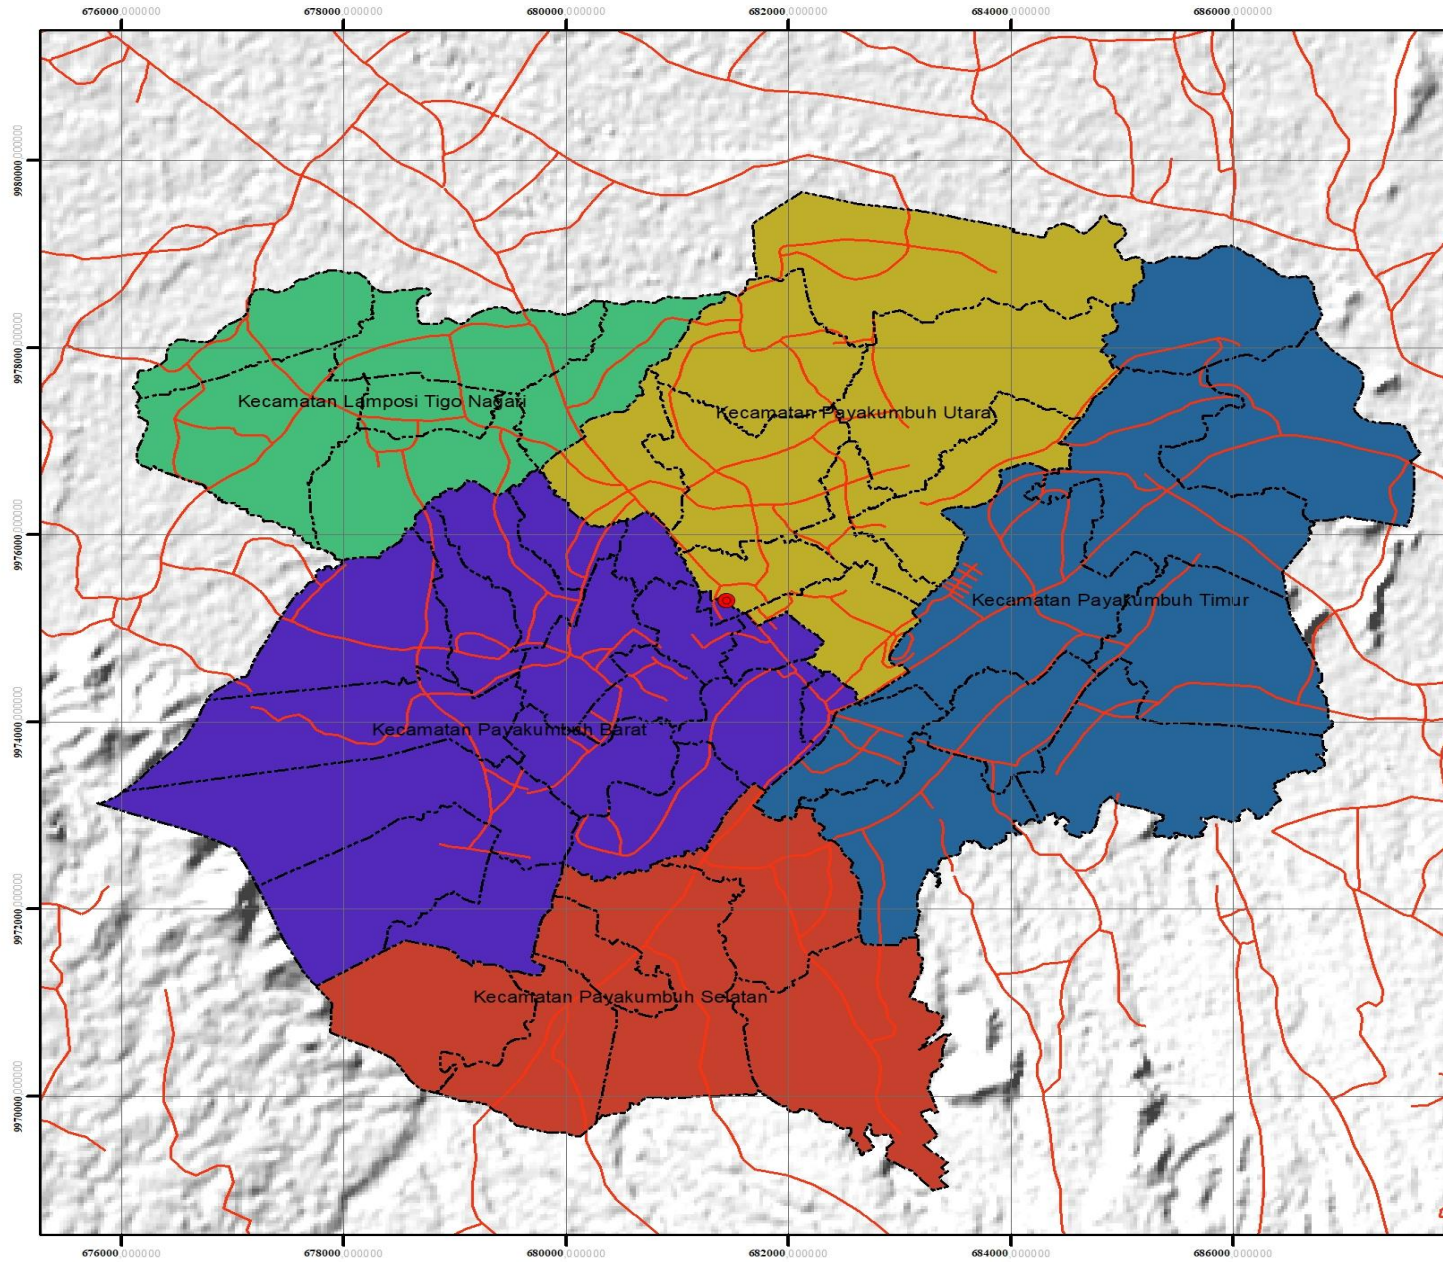 676000,000000 678000,000000 680000,000000 682000,000000 684000,000000 686000,000000
9980000,000000
9978000,000000
Kecamatan Lamposi Tigo Nagari
Kecamatan Payakumbuh Utara
9976000,000000
Kecamatan Payakumbuh Timur
9974000,000000
Kecamatan Payakumbuh Barat
9972000,000000
Kecamatan Payakumbuh Selatan
9970000,000000
676000,000000 678000,000000 680000,000000 682000,000000 684000,000000 686000,000000